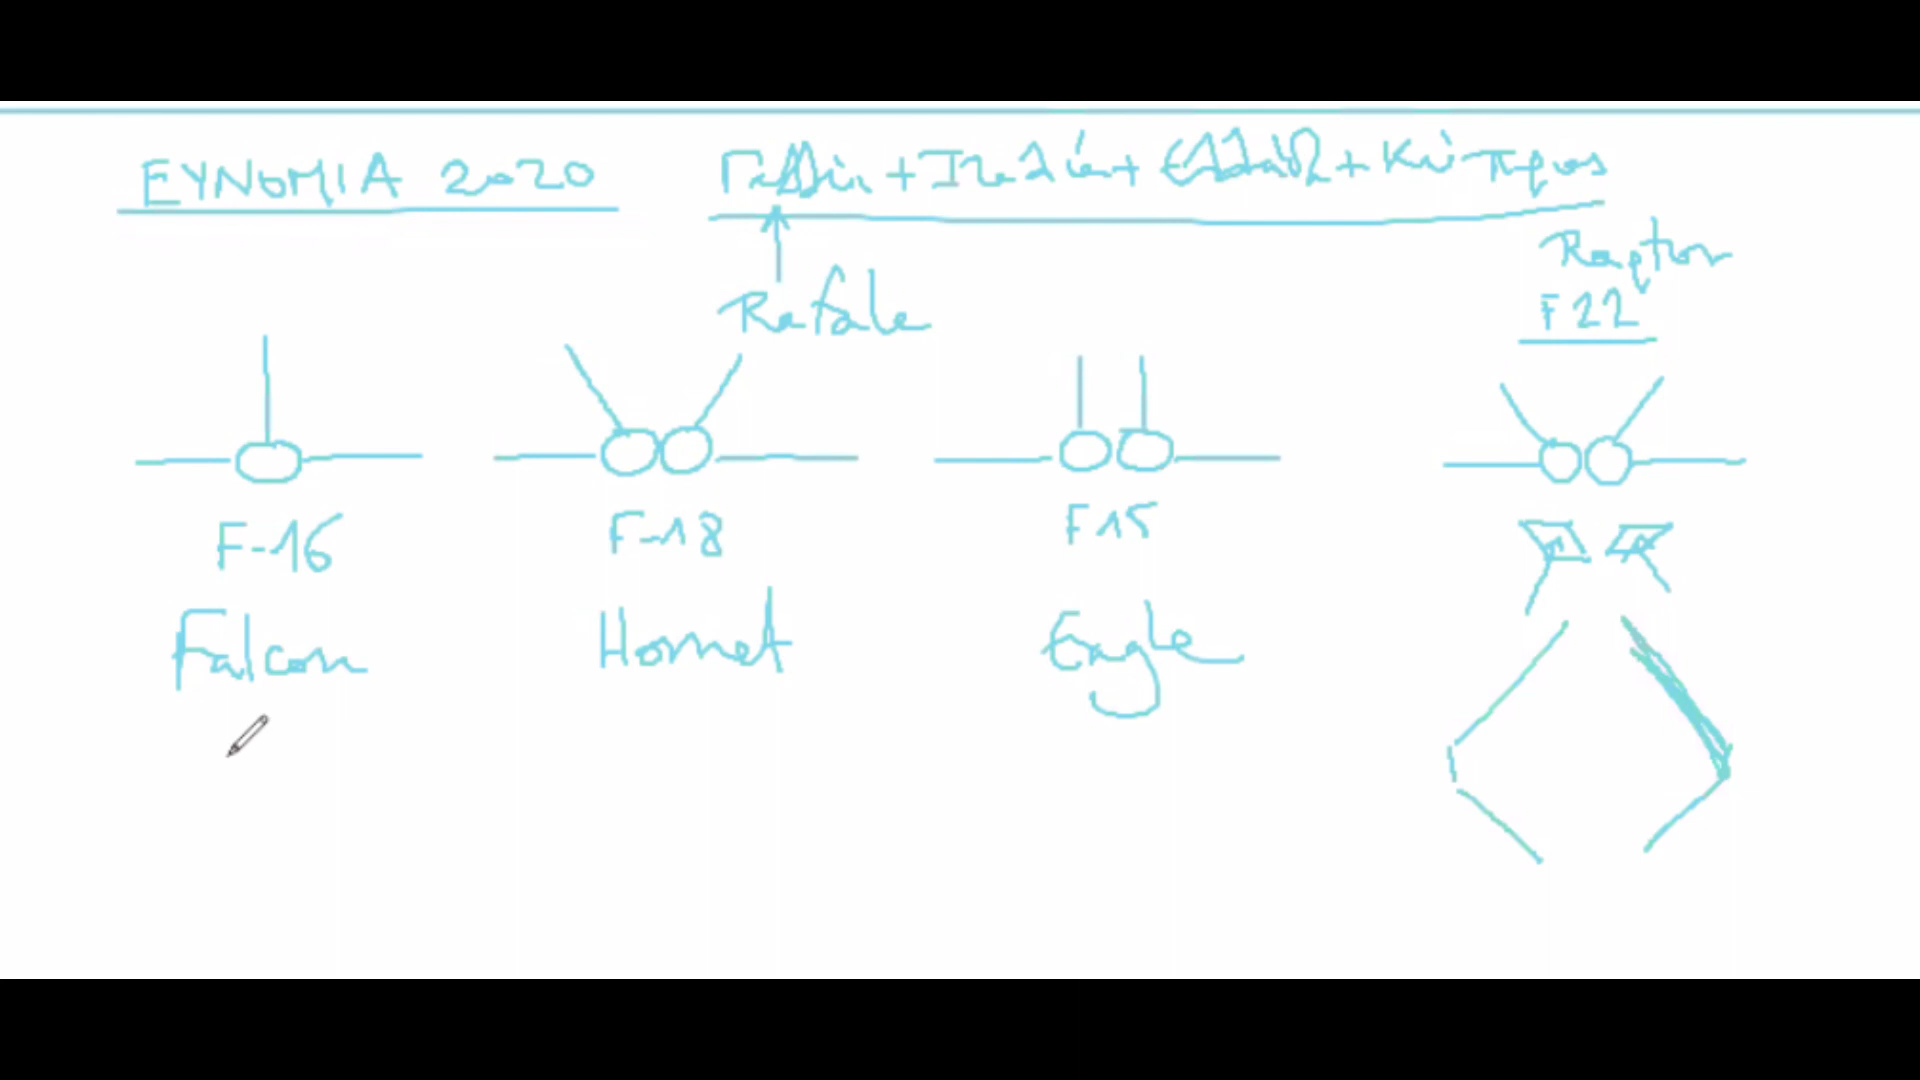 ΕΥΝΟΜΙΑ 2020
Γαλλία + Ιταλία + Ελλάδα + Κύπρος
Rafale
Raptor
F22
F-16
F-18
F15
Falcon
Hornet
Eagle